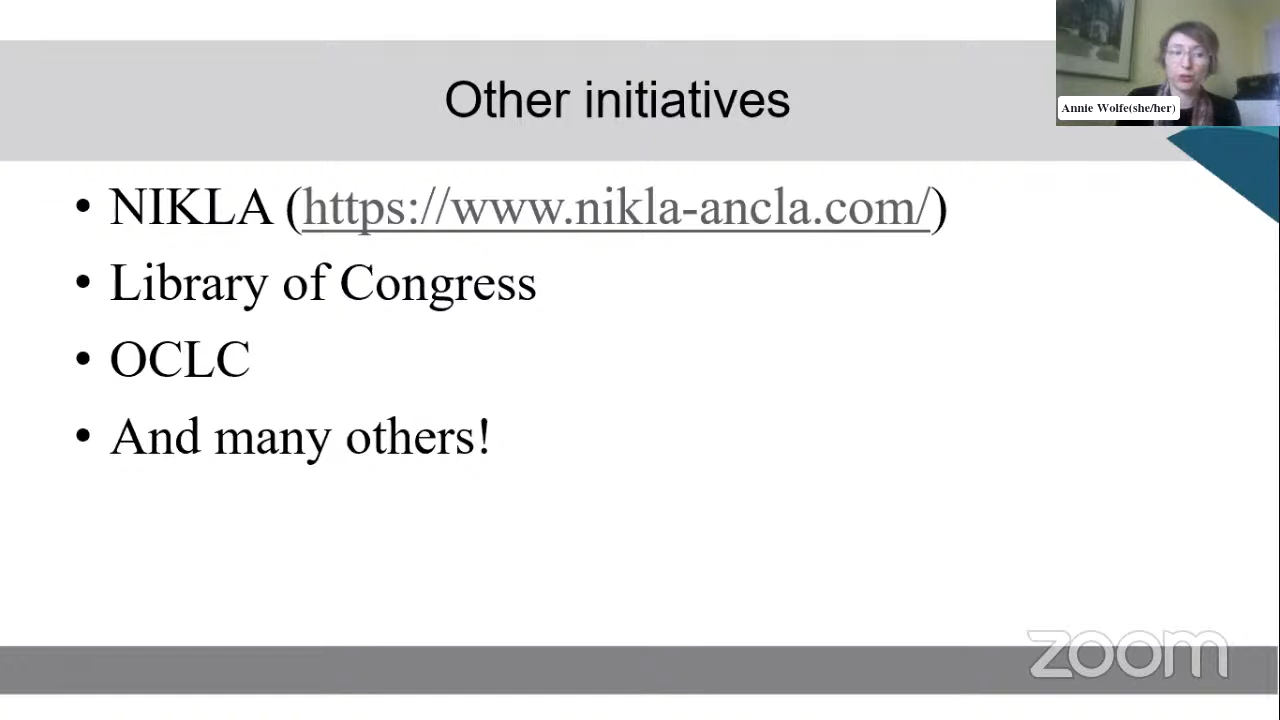 Other initiatives
Annie Wolfe(she/her)
• NIKLA (https://www.nikla-ancla.com/)
• Library of Congress
• OCLC
• And many others!
zoom